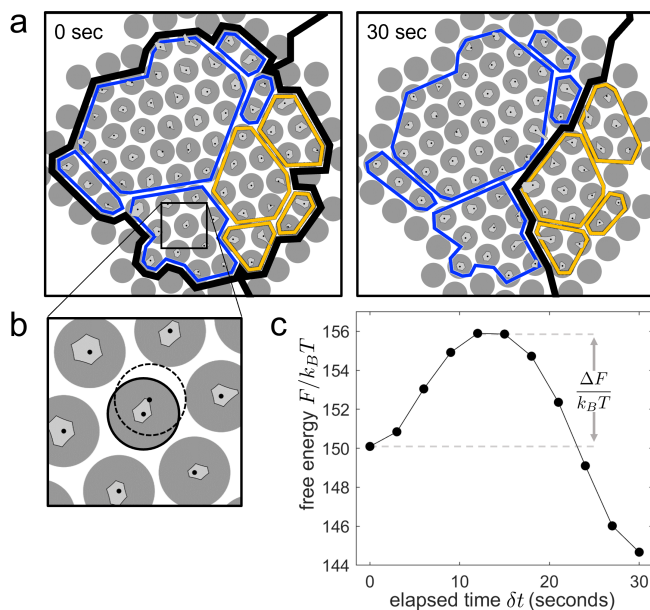 a
0 sec
30 sec
b
c
free energy F/k_BT
156
154
152
150
148
146
144
ΔF
k_BT
0
10
20
30
elapsed time δt (seconds)